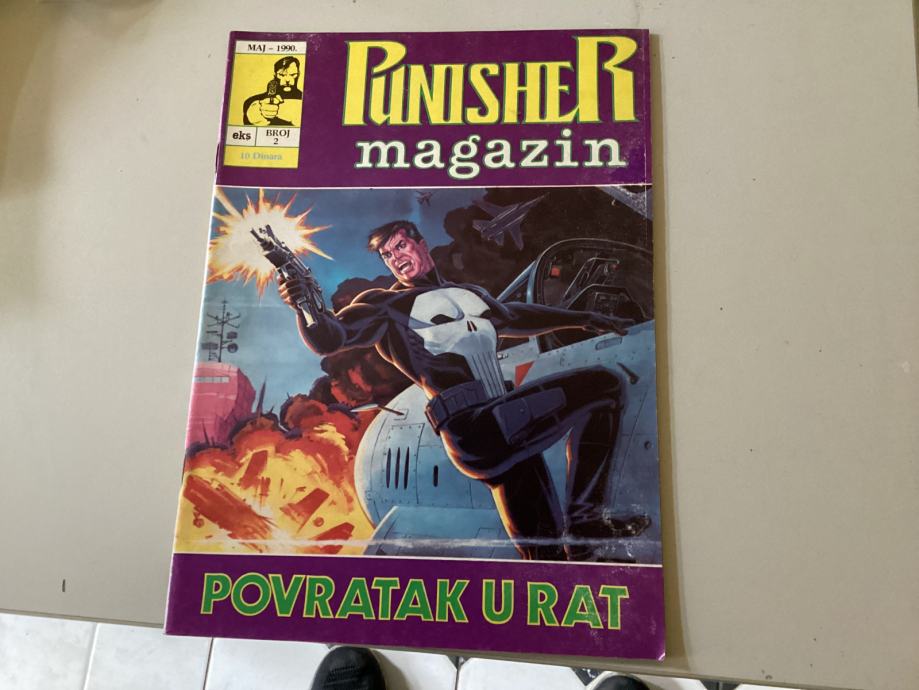 MAJ - 1990.
eks
BROJ
2
10 Dinara
PUNISHER
magazin
POVRATAK U RAT